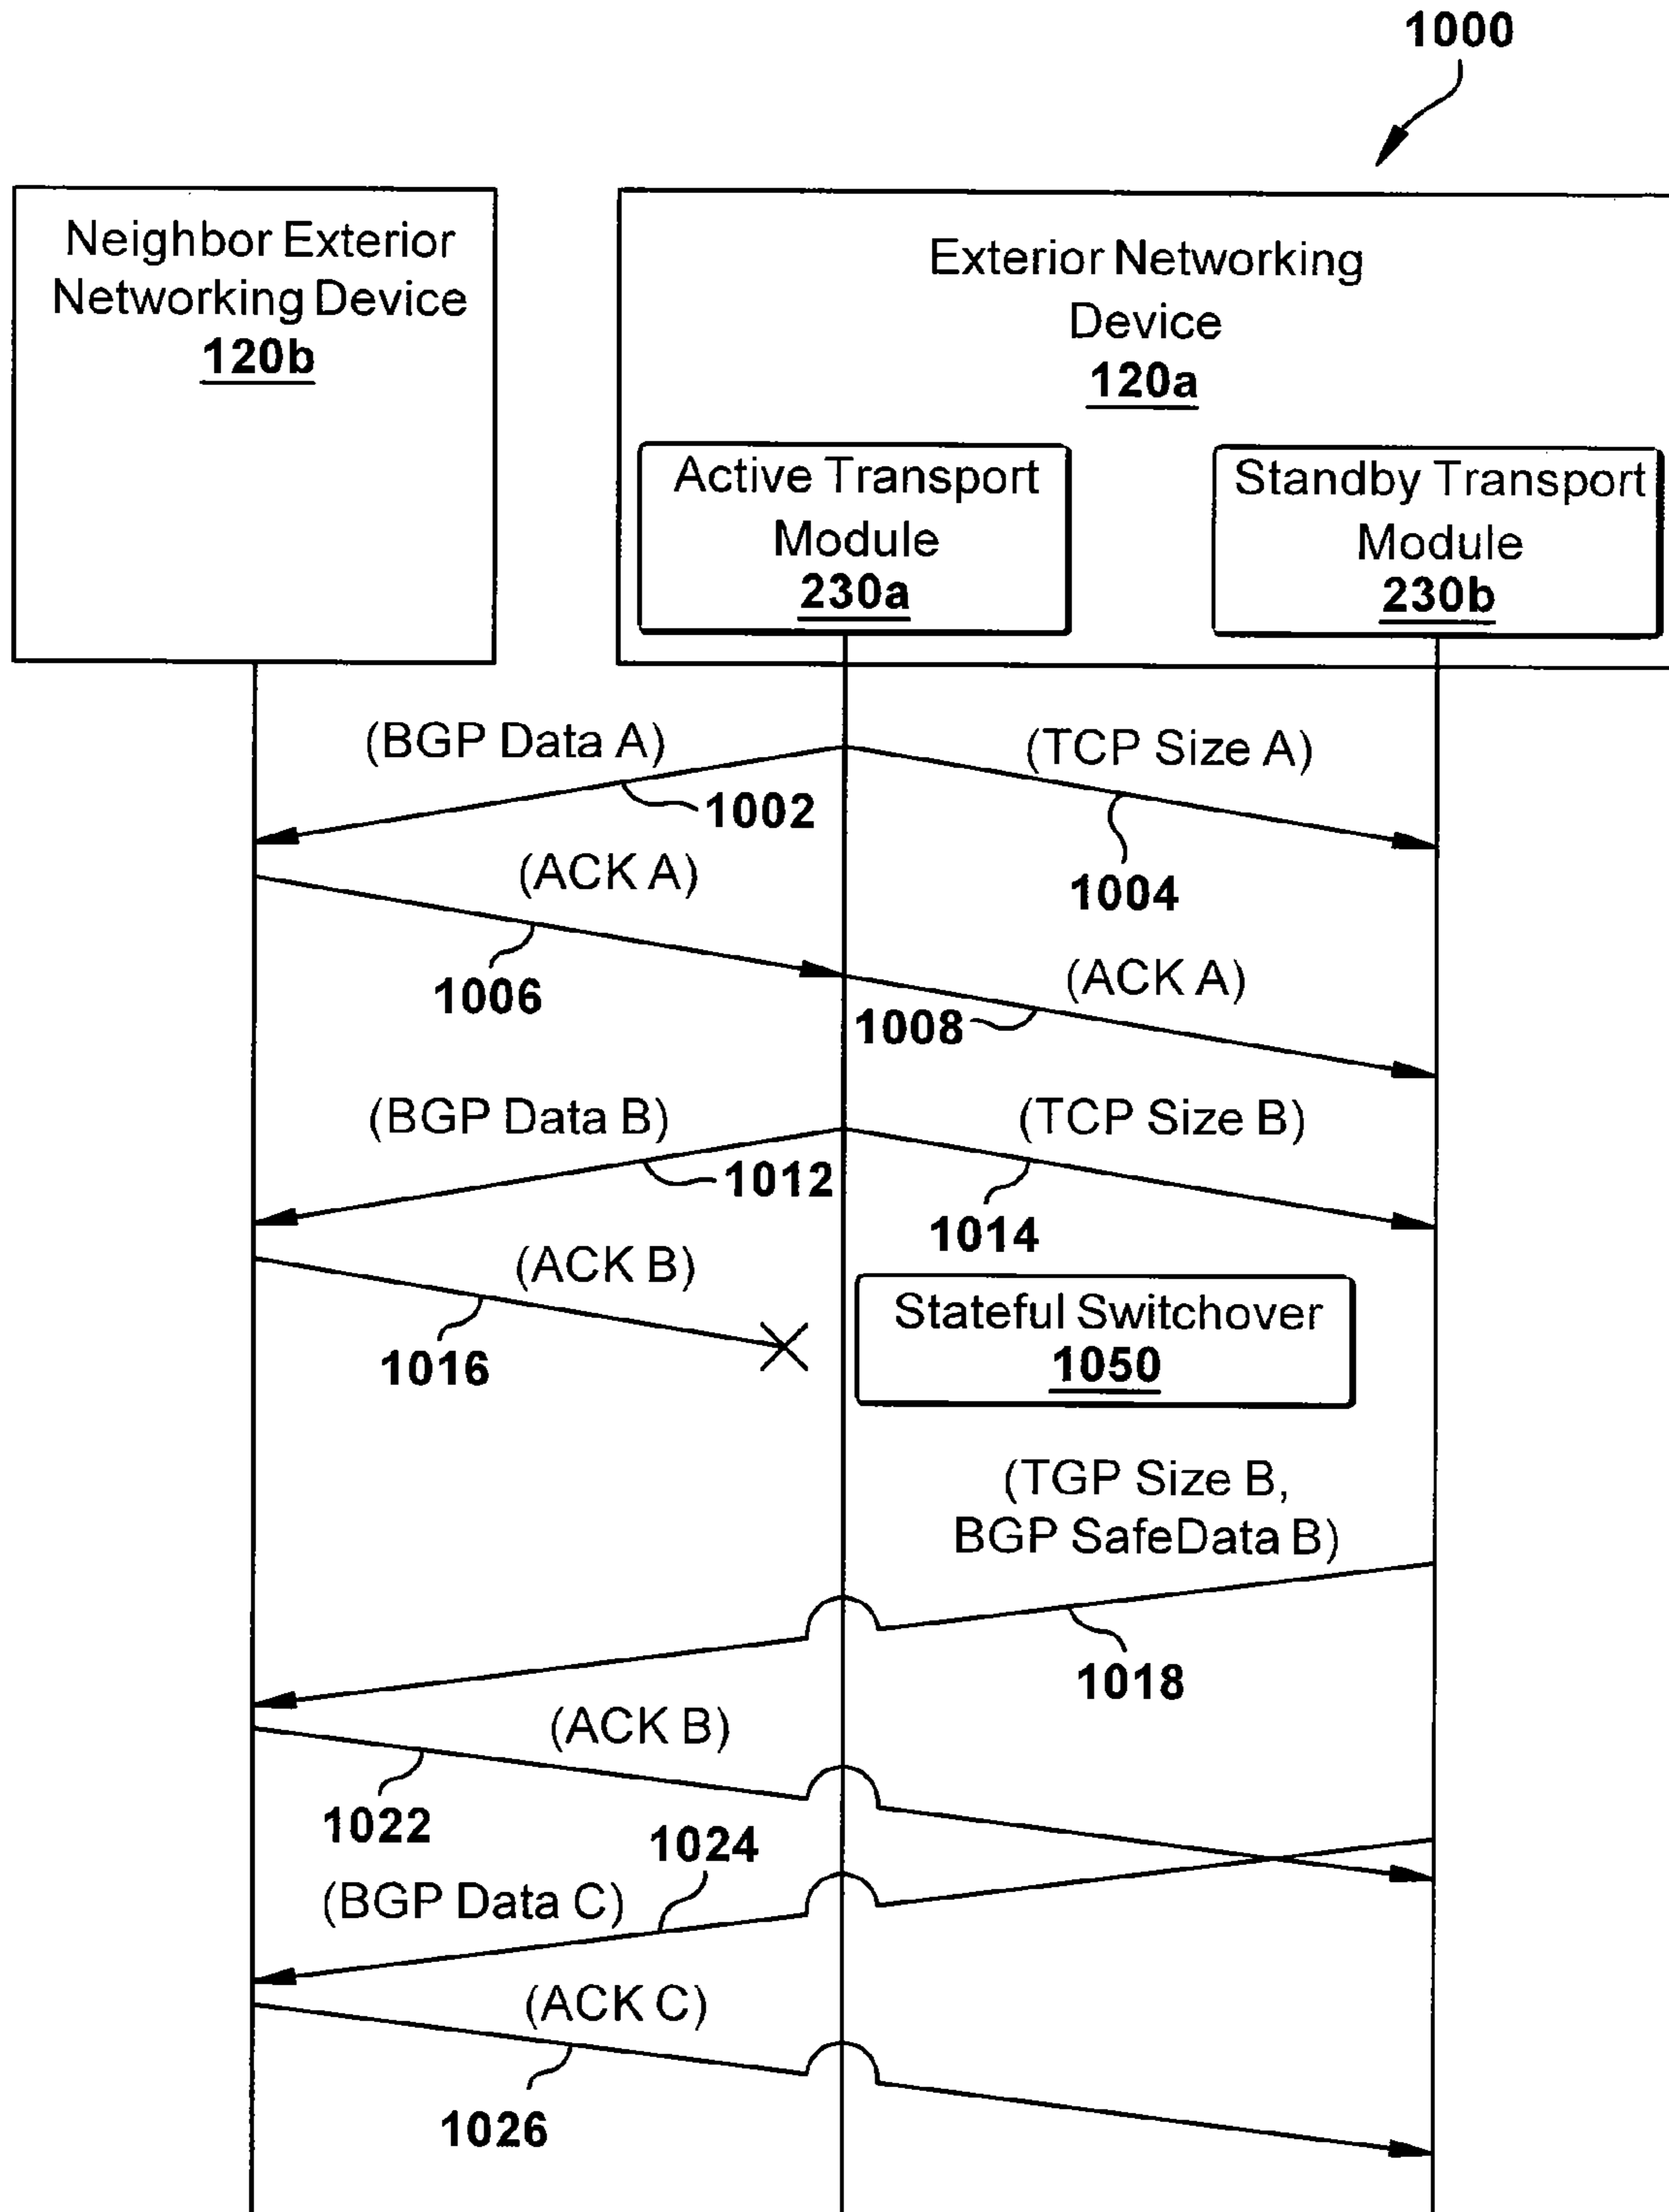 1000
Neighbor Exterior
Networking Device
120b
Exterior Networking
Device
120a
Active Transport
Module
230a
Standby Transport
Module
230b
(BGP Data A)
(TCP Size A)
1002
1004
(ACK A)
1006
(ACK A)
1008
(BGP Data B)
(TCP Size B)
1012
1014
(ACK B)
1016
Stateful Switchover
1050
(TGP Size B,
BGP SafeData B)
1018
(ACK B)
1022
1024
(BGP Data C)
(ACK C)
1026